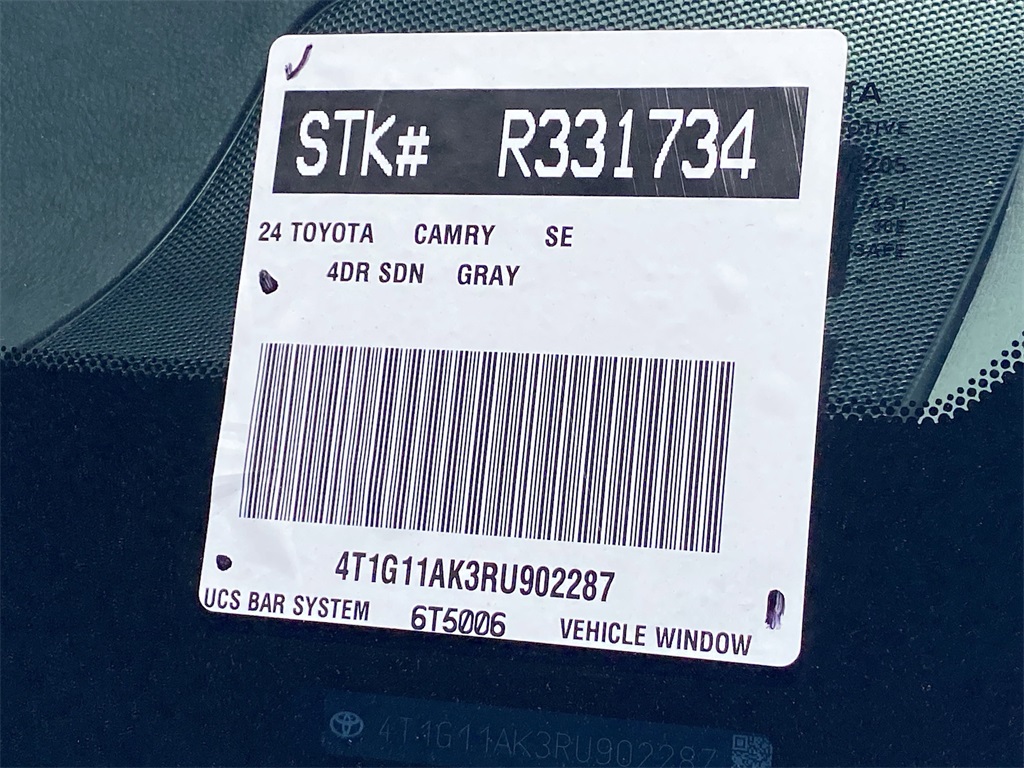 STK# R331734
24 TOYOTA CAMRY SE
4DR SDN GRAY
4T1G11AK3RU902287
UCS BAR SYSTEM 6T5006 VEHICLE WINDOW
4T1G11AK3RU902287